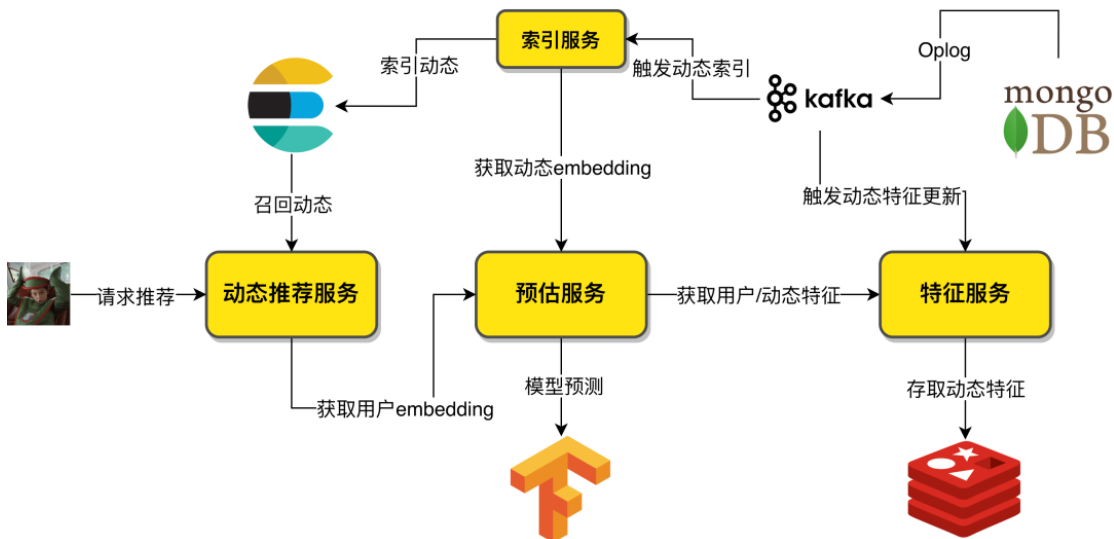 索引服务
Oplog
索引动态
触发动态索引
kafka
mongo
DB
获取动态embedding
召回动态
触发动态特征更新
请求推荐
动态推荐服务
预估服务
获取用户/动态特征
特征服务
模型预测
存取动态特征
获取用户embedding